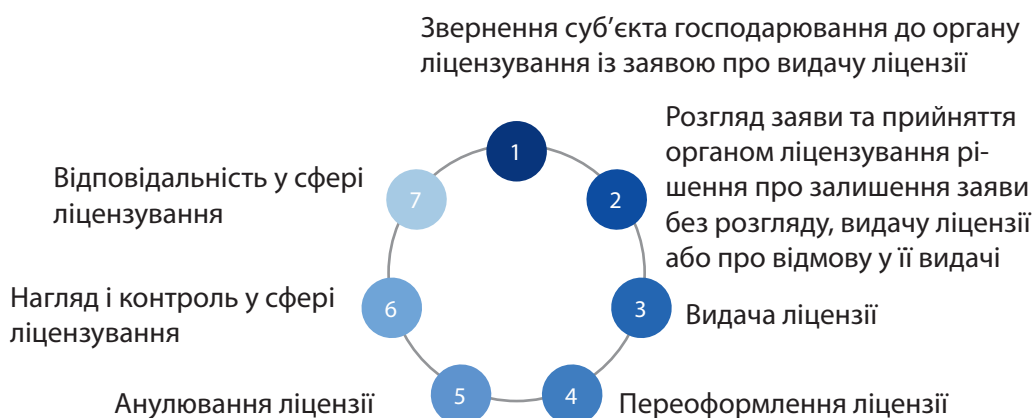 Звернення суб’єкта господарювання до органу
ліцензування із заявою про видачу ліцензії
1
Розгляд заяви та прийняття
органом ліцензування рі-
шення про залишення заяви
без розгляду, видачу ліцензії
або про відмову у її видачі
2
Видача ліцензії
3
Переоформлення ліцензії
4
Анулювання ліцензії
5
Нагляд і контроль у сфері
ліцензування
6
Відповідальність у сфері
ліцензування
7